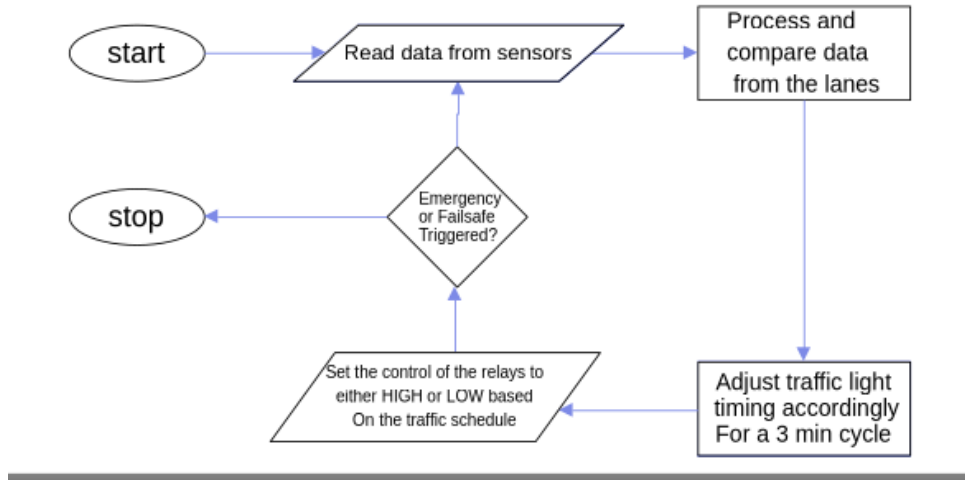 start
Read data from sensors
Process and
compare data
from the lanes
stop
Emergency
or Failsafe
Triggered?
Set the control of the relays to
either HIGH or LOW based
On the traffic schedule
Adjust traffic light
timing accordingly
For a 3 min cycle